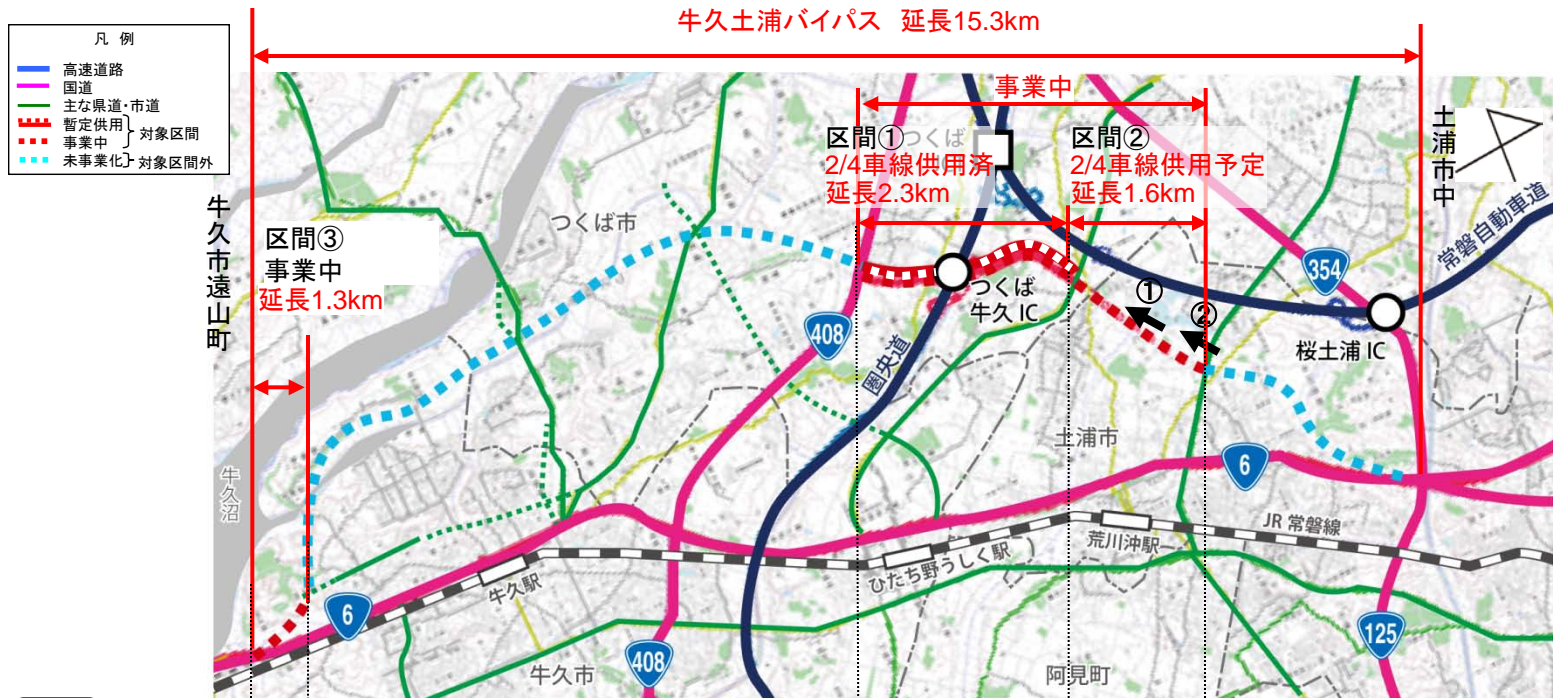 牛久土浦バイパス 延長15.3km
凡 例
高速道路
国道
主な県道・市道
暂定供用
事業中
対象区間
未事業化
対象区間外
事業中
区間①
2/4車線供用済
延長2.3km
区間②
2/4車線供用予定
延長1.6km
つくば
土浦市中
牛久市遠山町
区間③
事業中
延長1.3km
つくば市
常磐自動車道
354
つくば
牛久 IC
①
②
408
圏央道
桜土浦 IC
土浦市
6
牛久沼
JR 常磐線
荒川沖駅
ひたち野うしく駅
牛久駅
6
125
408
牛久市
阿見町